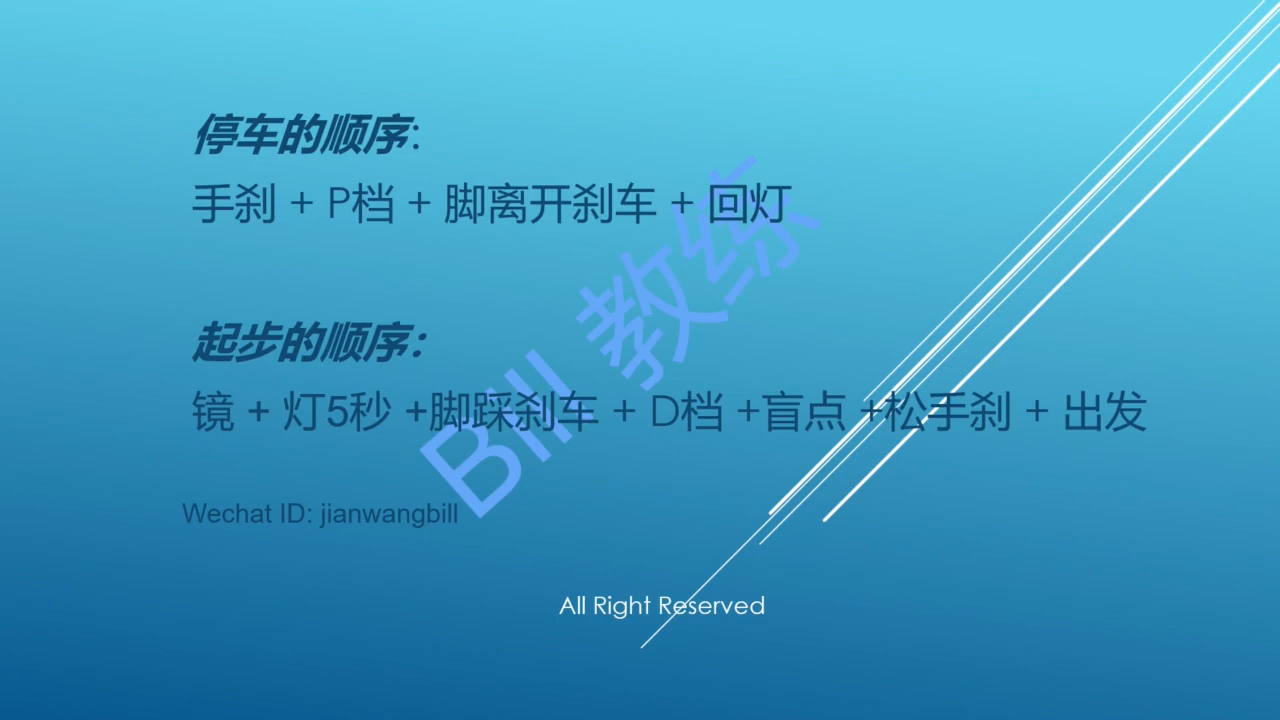 停车的顺序:
手刹 + P档 + 脚离开刹车 + 回灯
起步的顺序：
镜 + 灯5秒 +脚踩刹车 + D档 +盲点 +松手刹 + 出发
Bill 教练
Wechat ID: jianwangbill
All Right Reserved